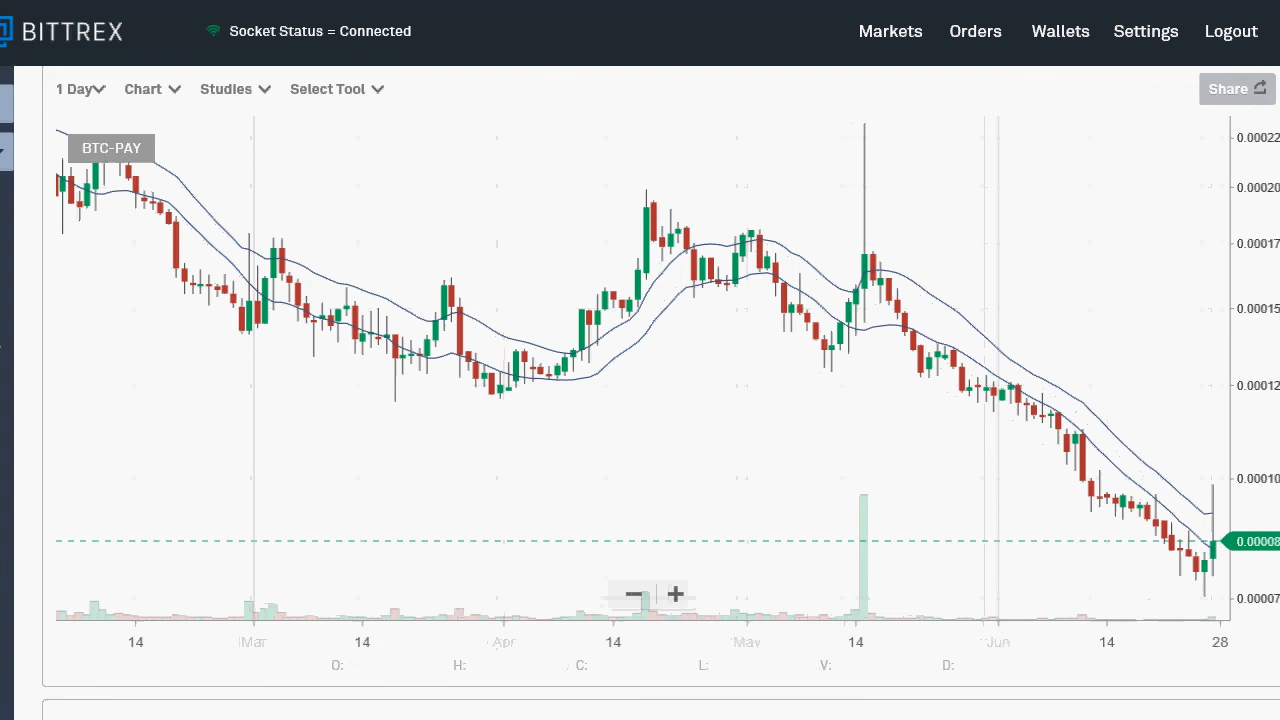 BITTREX
Socket Status = Connected
Markets
Orders
Wallets
Settings
Logout
1 Day
Chart
Studies
Select Tool
Share
BTC-PAY
0.00022
0.00020
0.00017
0.00015
0.00012
0.00010
0.00008
0.00007
14
Mar
14
Apr
14
May
14
Jun
14
28
O:
H:
C:
L:
V:
D: